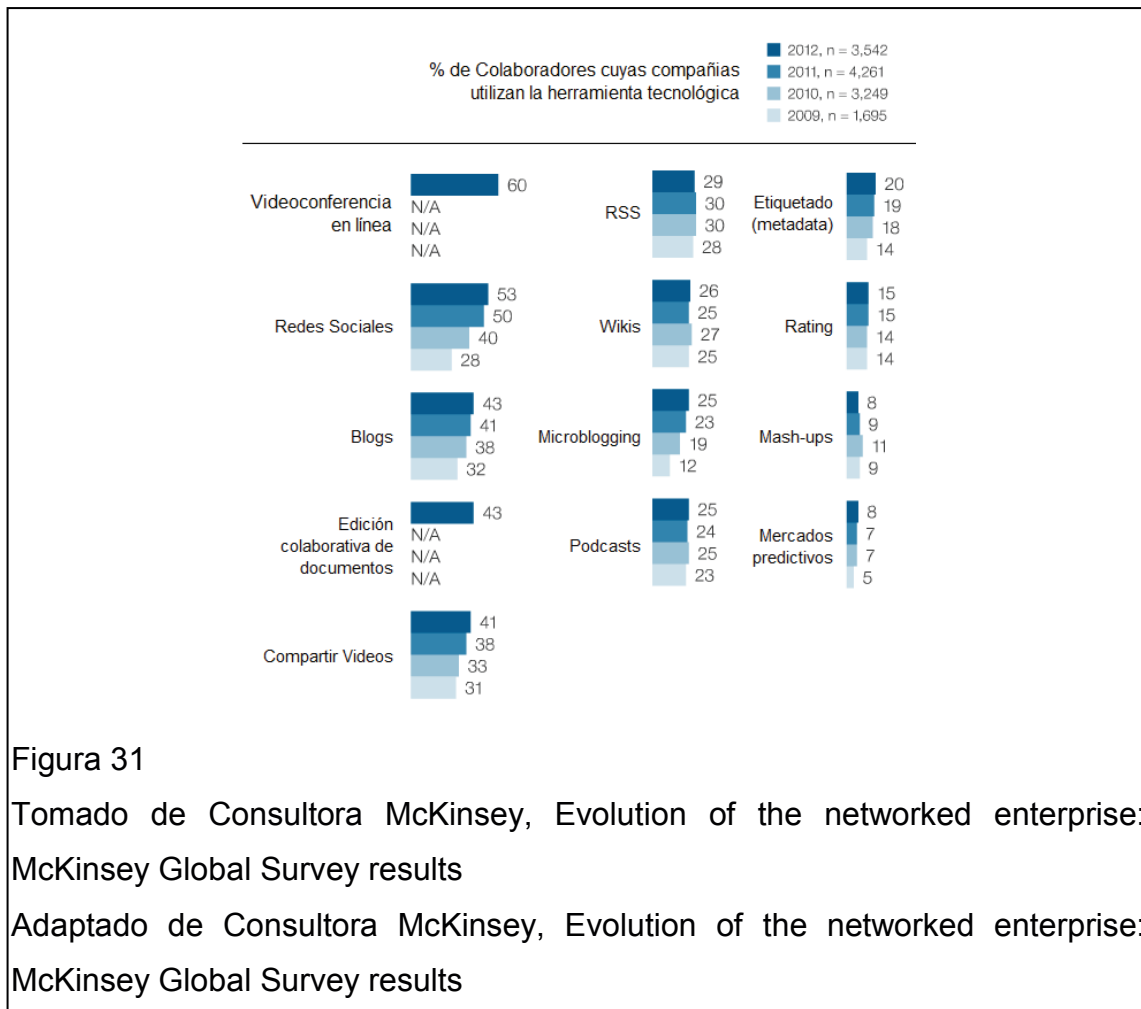 % de Colaboradores cuyas compañias
utilizan la herramienta tecnológica
2012, n = 3,542
2011, n = 4,261
2010, n = 3,249
2009, n = 1,695
Videoconferencia
en línea
60
N/A
N/A
N/A
Redes Sociales
53
50
40
28
Blogs
43
41
38
32
Edición
colaborativa de
documentos
43
N/A
N/A
N/A
Compartir Videos
41
38
33
31
RSS
29
30
30
28
Wikis
26
25
27
25
Microblogging
25
23
19
12
Podcasts
25
24
25
23
Etiquetado
(metadata)
20
19
18
14
Rating
15
15
14
14
Mash-ups
8
9
11
9
Mercados
predictivos
8
7
7
5
Figura 31
Tomado de Consultora McKinsey, Evolution of the networked enterprise:
McKinsey Global Survey results
Adaptado de Consultora McKinsey, Evolution of the networked enterprise:
McKinsey Global Survey results